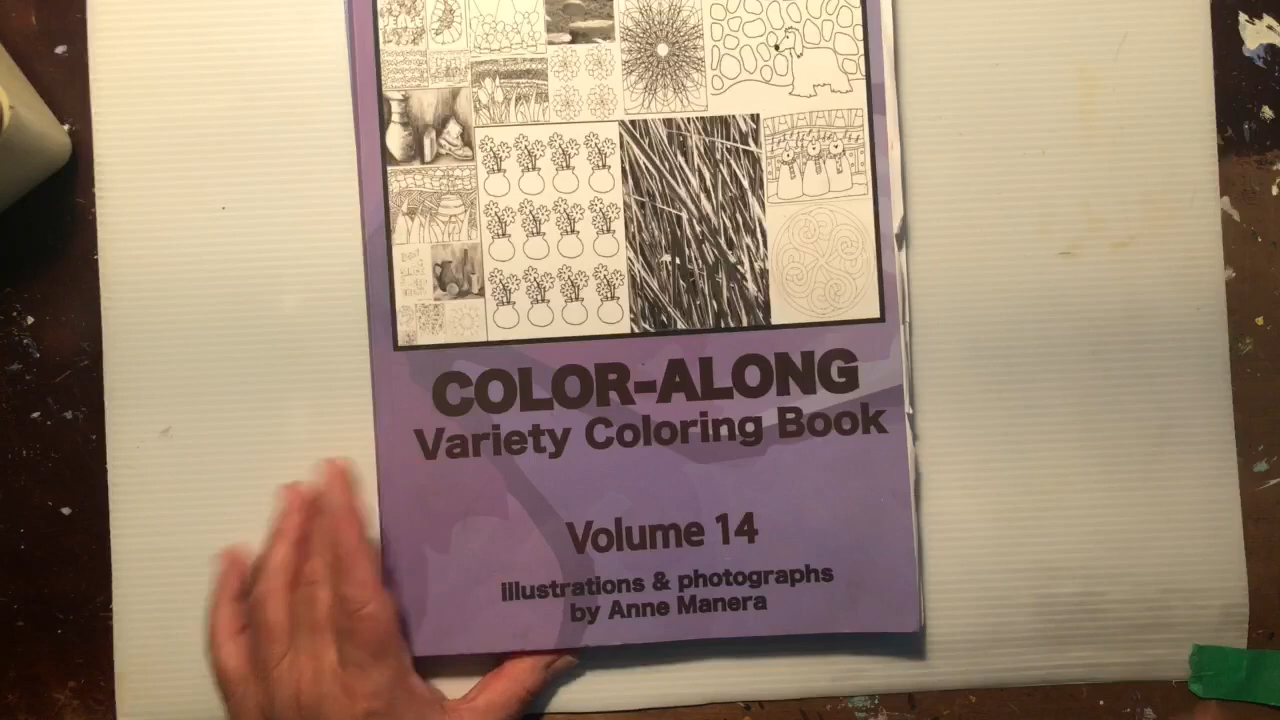 COLOR-ALONG
Variety Coloring Book
Volume 14
illustrations & photographs
by Anne Manera